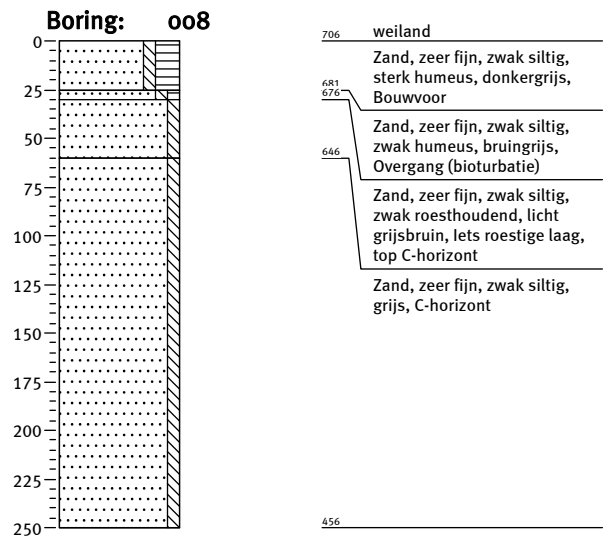 Boring: 008
0
25
50
75
100
125
150
175
200
225
250
706 weiland
Zand, zeer fijn, zwak siltig,
sterk humeus, donkergrijs,
Bouwvoor
681
676
Zand, zeer fijn, zwak siltig,
zwak humeus, bruingrijs,
Overgang (bioturbatie)
646
Zand, zeer fijn, zwak siltig,
zwak roesthoudend, licht
grijsbruin, Iets roestige laag,
top C-horizont
Zand, zeer fijn, zwak siltig,
grijs, C-horizont
456